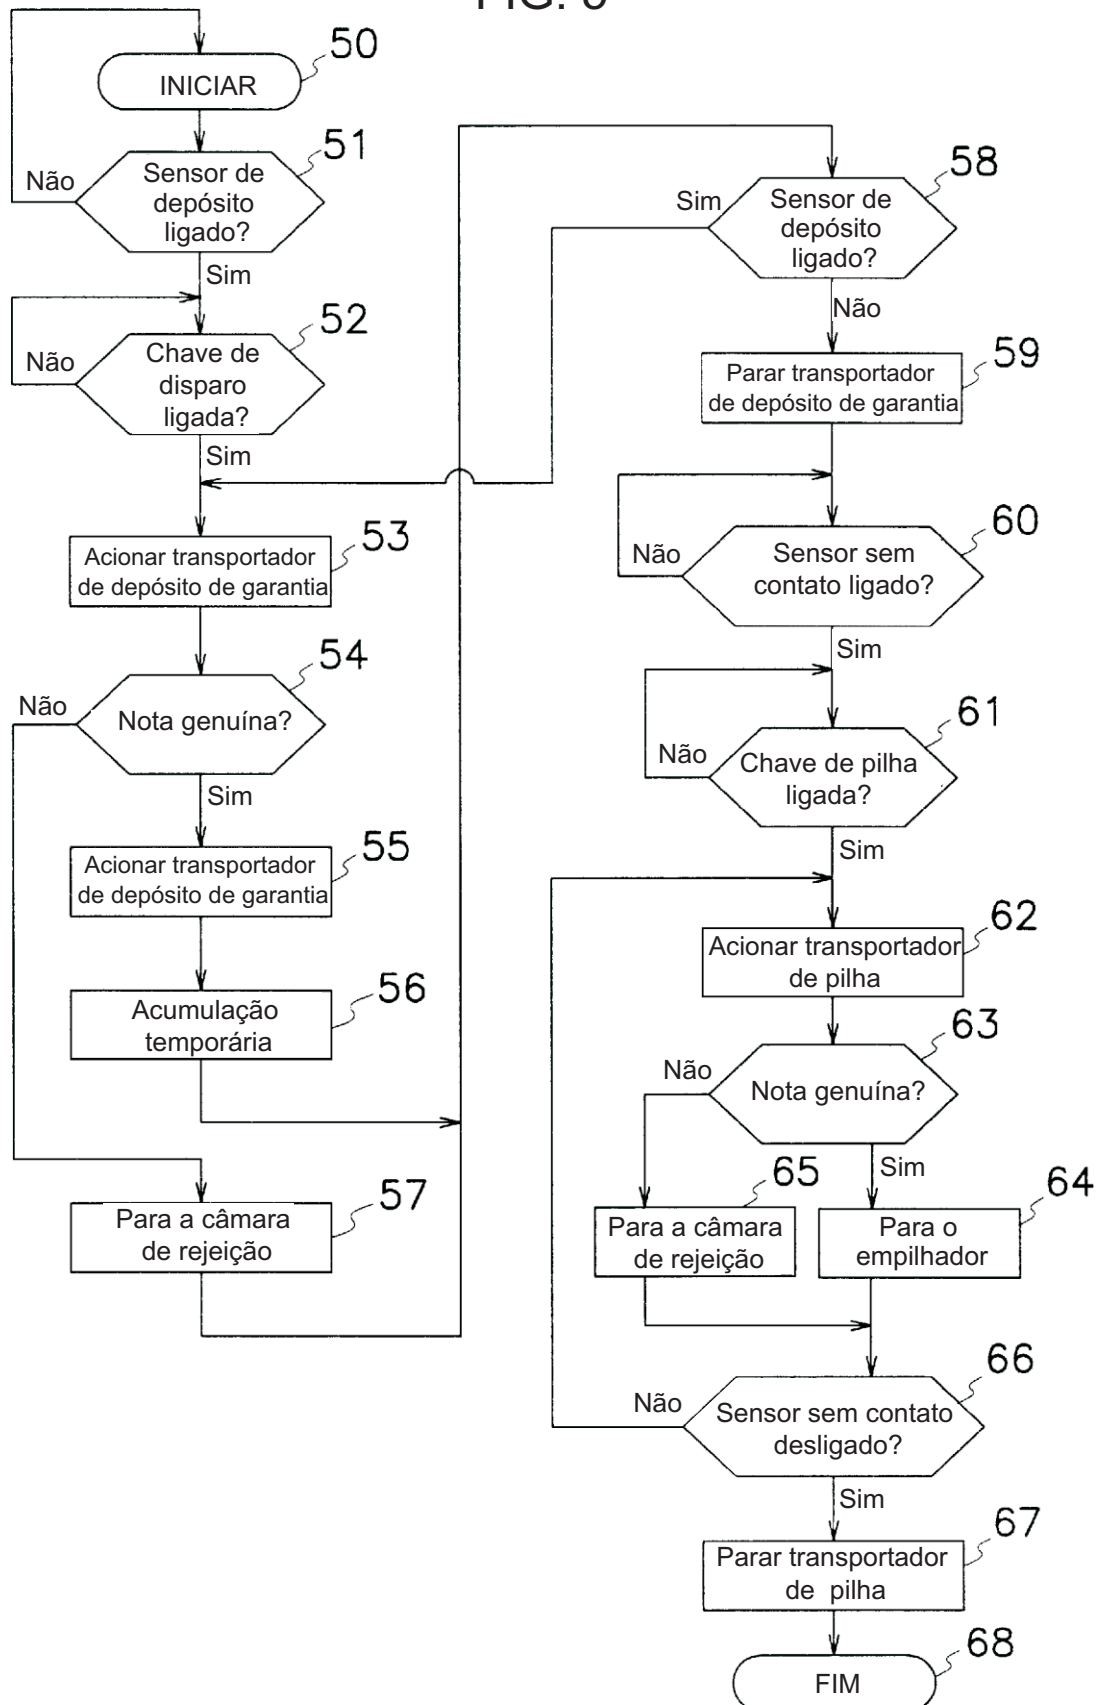 50
INICIAR
51
Sensor de
depósito
ligado?
Não
Sim
52
Chave de
disparo
ligada?
Não
Sim
53
Acionar transportador
de depósito de garantia
54
Nota genuína?
Não
Sim
55
Acionar transportador
de depósito de garantia
56
Acumulação
temporária
57
Para a câmara
de rejeição
58
Sensor de
depósito
ligado?
Sim
Não
59
Parar transportador
de depósito de garantia
60
Sensor sem
contato ligado?
Não
Sim
61
Chave de pilha
ligada?
Não
Sim
62
Acionar transportador
de pilha
63
Nota genuína?
Não
Sim
65
Para a câmara
de rejeição
64
Para o
empilhador
66
Sensor sem contato
desligado?
Não
Sim
67
Parar transportador
de pilha
68
FIM